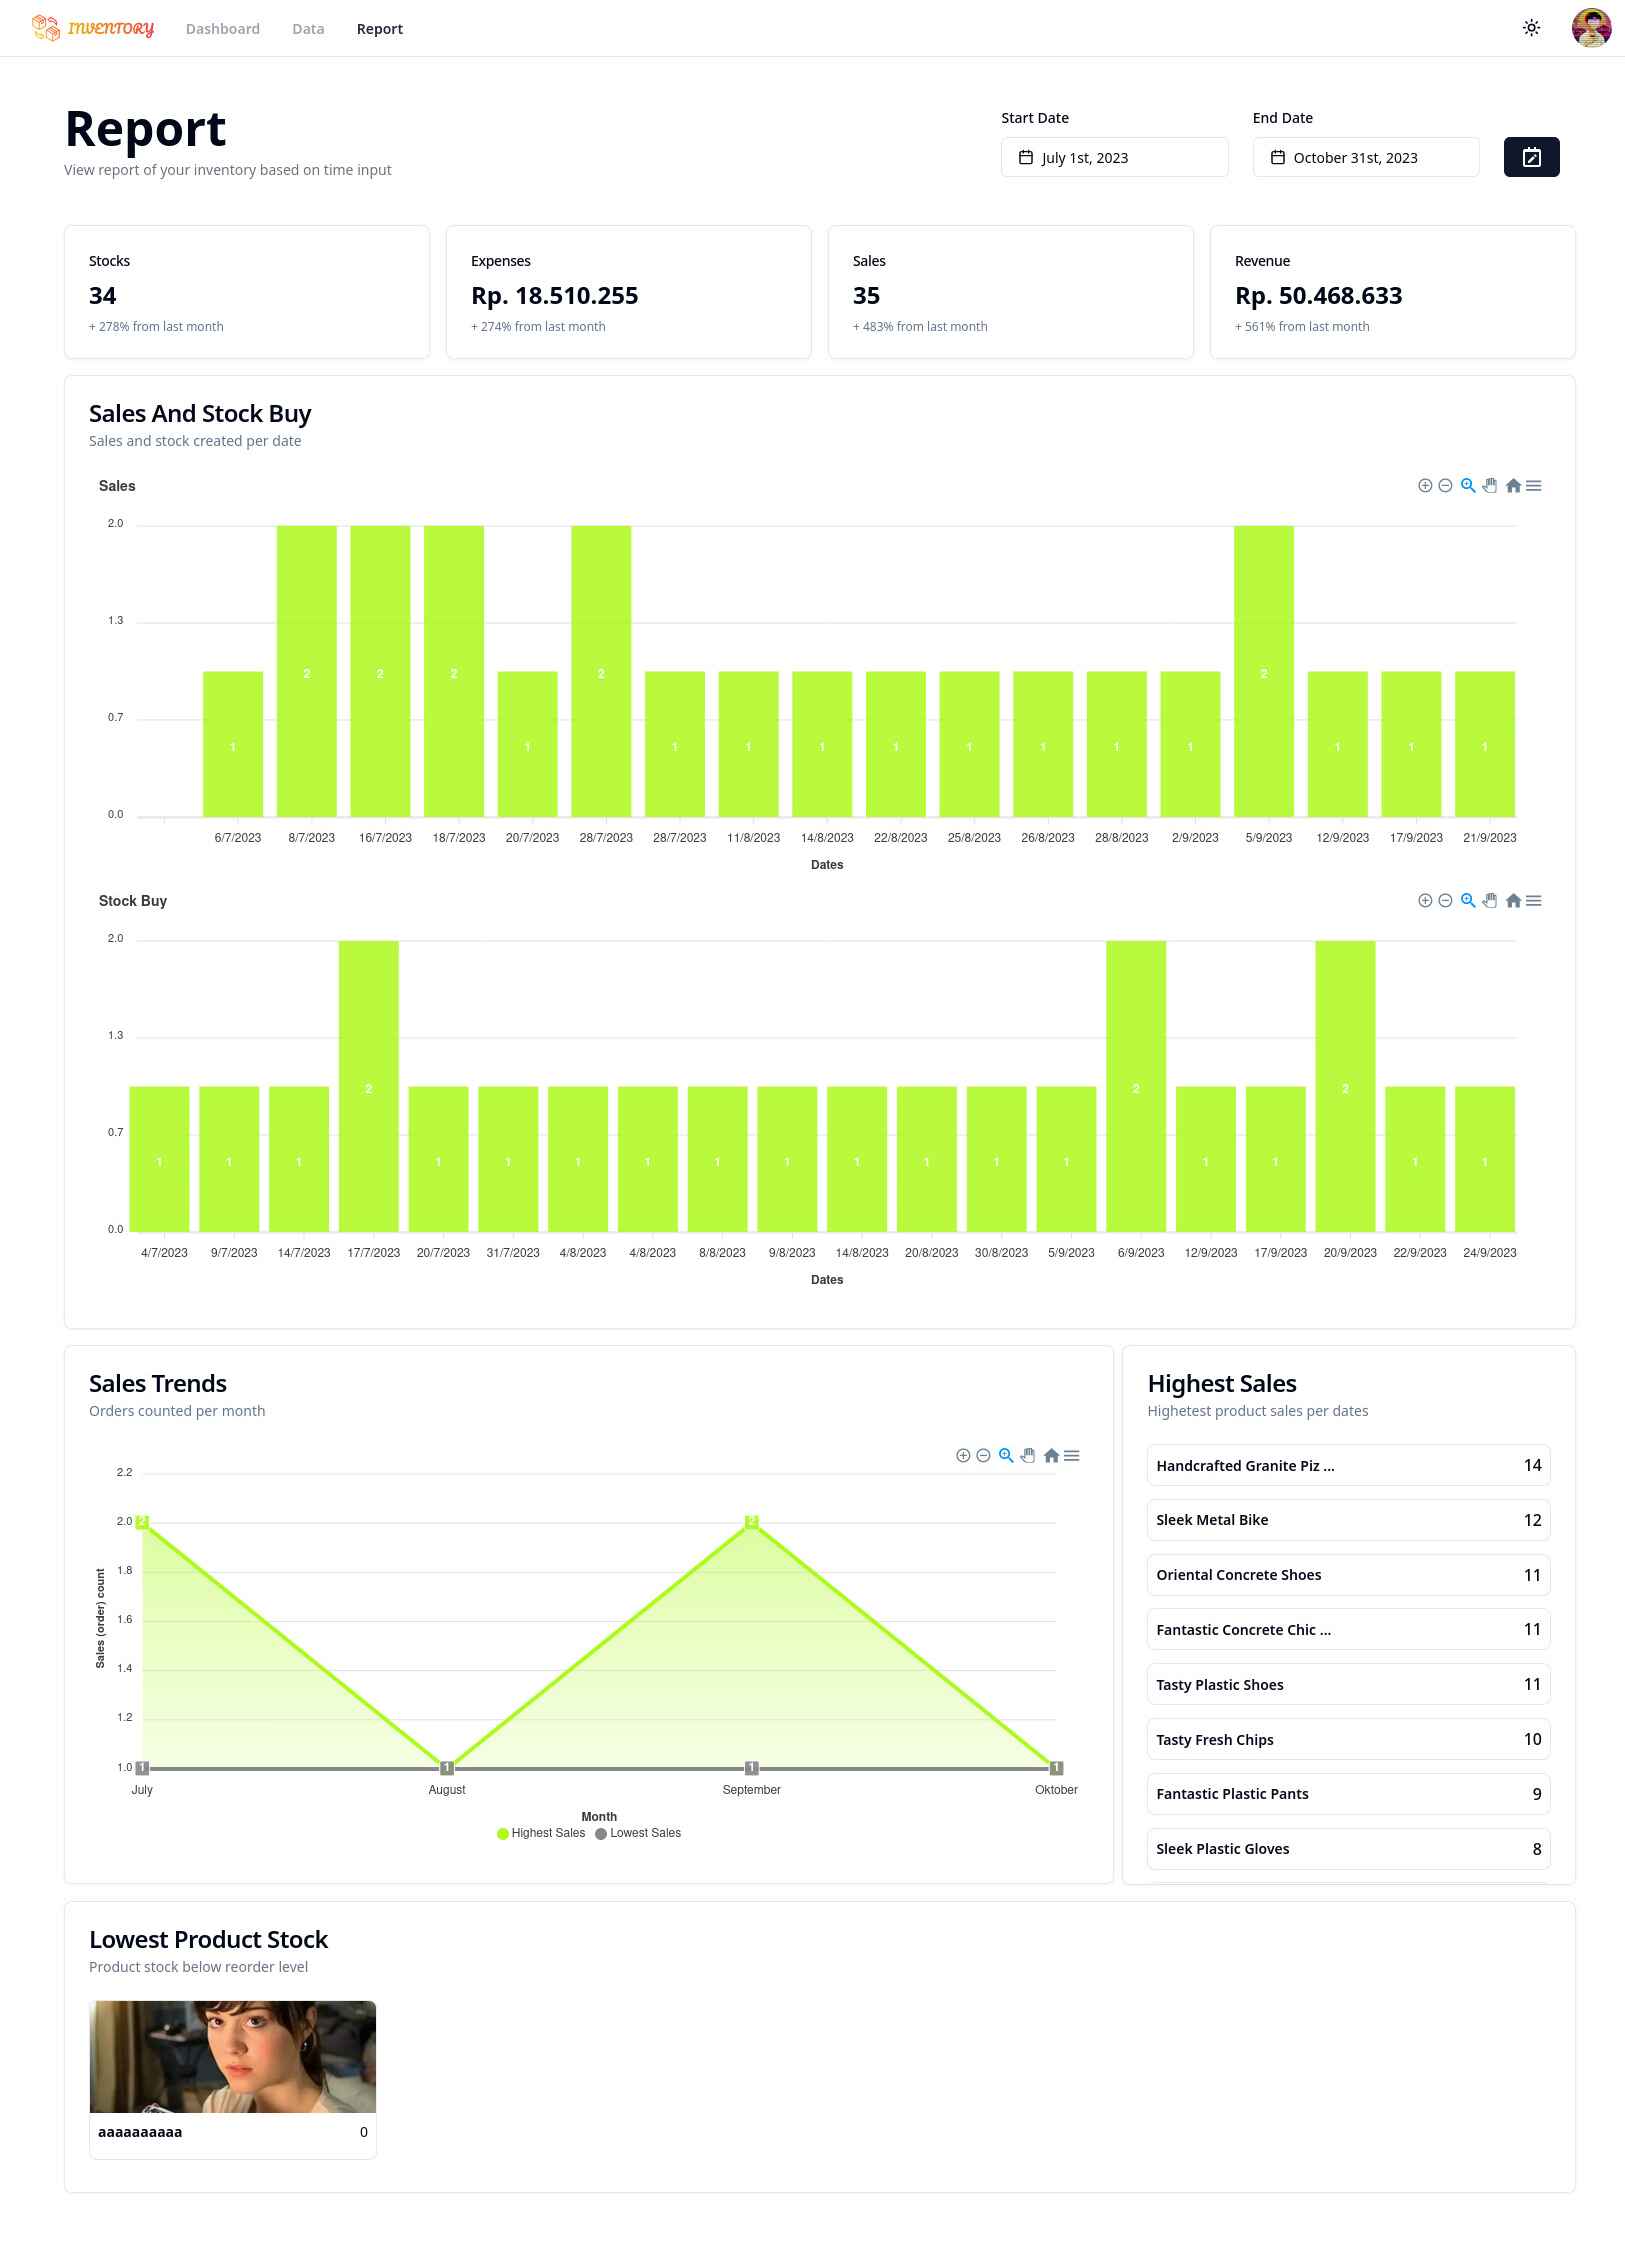 INVENTORY Dashboard Data Report
Report
View report of your inventory based on time input
Start Date End Date
July 1st, 2023 October 31st, 2023
Stocks
34
+ 278% from last month
Expenses
Rp. 18.510.255
+ 274% from last month
Sales
35
+ 483% from last month
Revenue
Rp. 50.468.633
+ 561% from last month
Sales And Stock Buy
Sales and stock created per date
Sales
2.0
1.3
0.7
0.0
1 2 2 2 1 2 1 1 1 1 1 1 1 1 2 1 1 1
6/7/2023 8/7/2023 16/7/2023 18/7/2023 20/7/2023 28/7/2023 28/7/2023 11/8/2023 14/8/2023 22/8/2023 25/8/2023 26/8/2023 28/8/2023 2/9/2023 5/9/2023 12/9/2023 17/9/2023 21/9/2023
Dates
Stock Buy
2.0
1.3
0.7
0.0
1 1 1 2 1 1 1 1 1 1 1 1 1 1 2 1 1 2 1 1
4/7/2023 9/7/2023 14/7/2023 17/7/2023 20/7/2023 31/7/2023 4/8/2023 4/8/2023 8/8/2023 9/8/2023 14/8/2023 20/8/2023 30/8/2023 5/9/2023 6/9/2023 12/9/2023 17/9/2023 20/9/2023 22/9/2023 24/9/2023
Dates
Sales Trends
Orders counted per month
Sales (order) count
2.2
2.0 2 2
1.8
1.6
1.4
1.2
1.0 1 1 1 1
July August September Oktober
Month
Highest Sales Lowest Sales
Highest Sales
Highetest product sales per dates
Handcrafted Granite Piz ... 14
Sleek Metal Bike 12
Oriental Concrete Shoes 11
Fantastic Concrete Chic ... 11
Tasty Plastic Shoes 11
Tasty Fresh Chips 10
Fantastic Plastic Pants 9
Sleek Plastic Gloves 8
Lowest Product Stock
Product stock below reorder level
aaaaaaaaaa 0